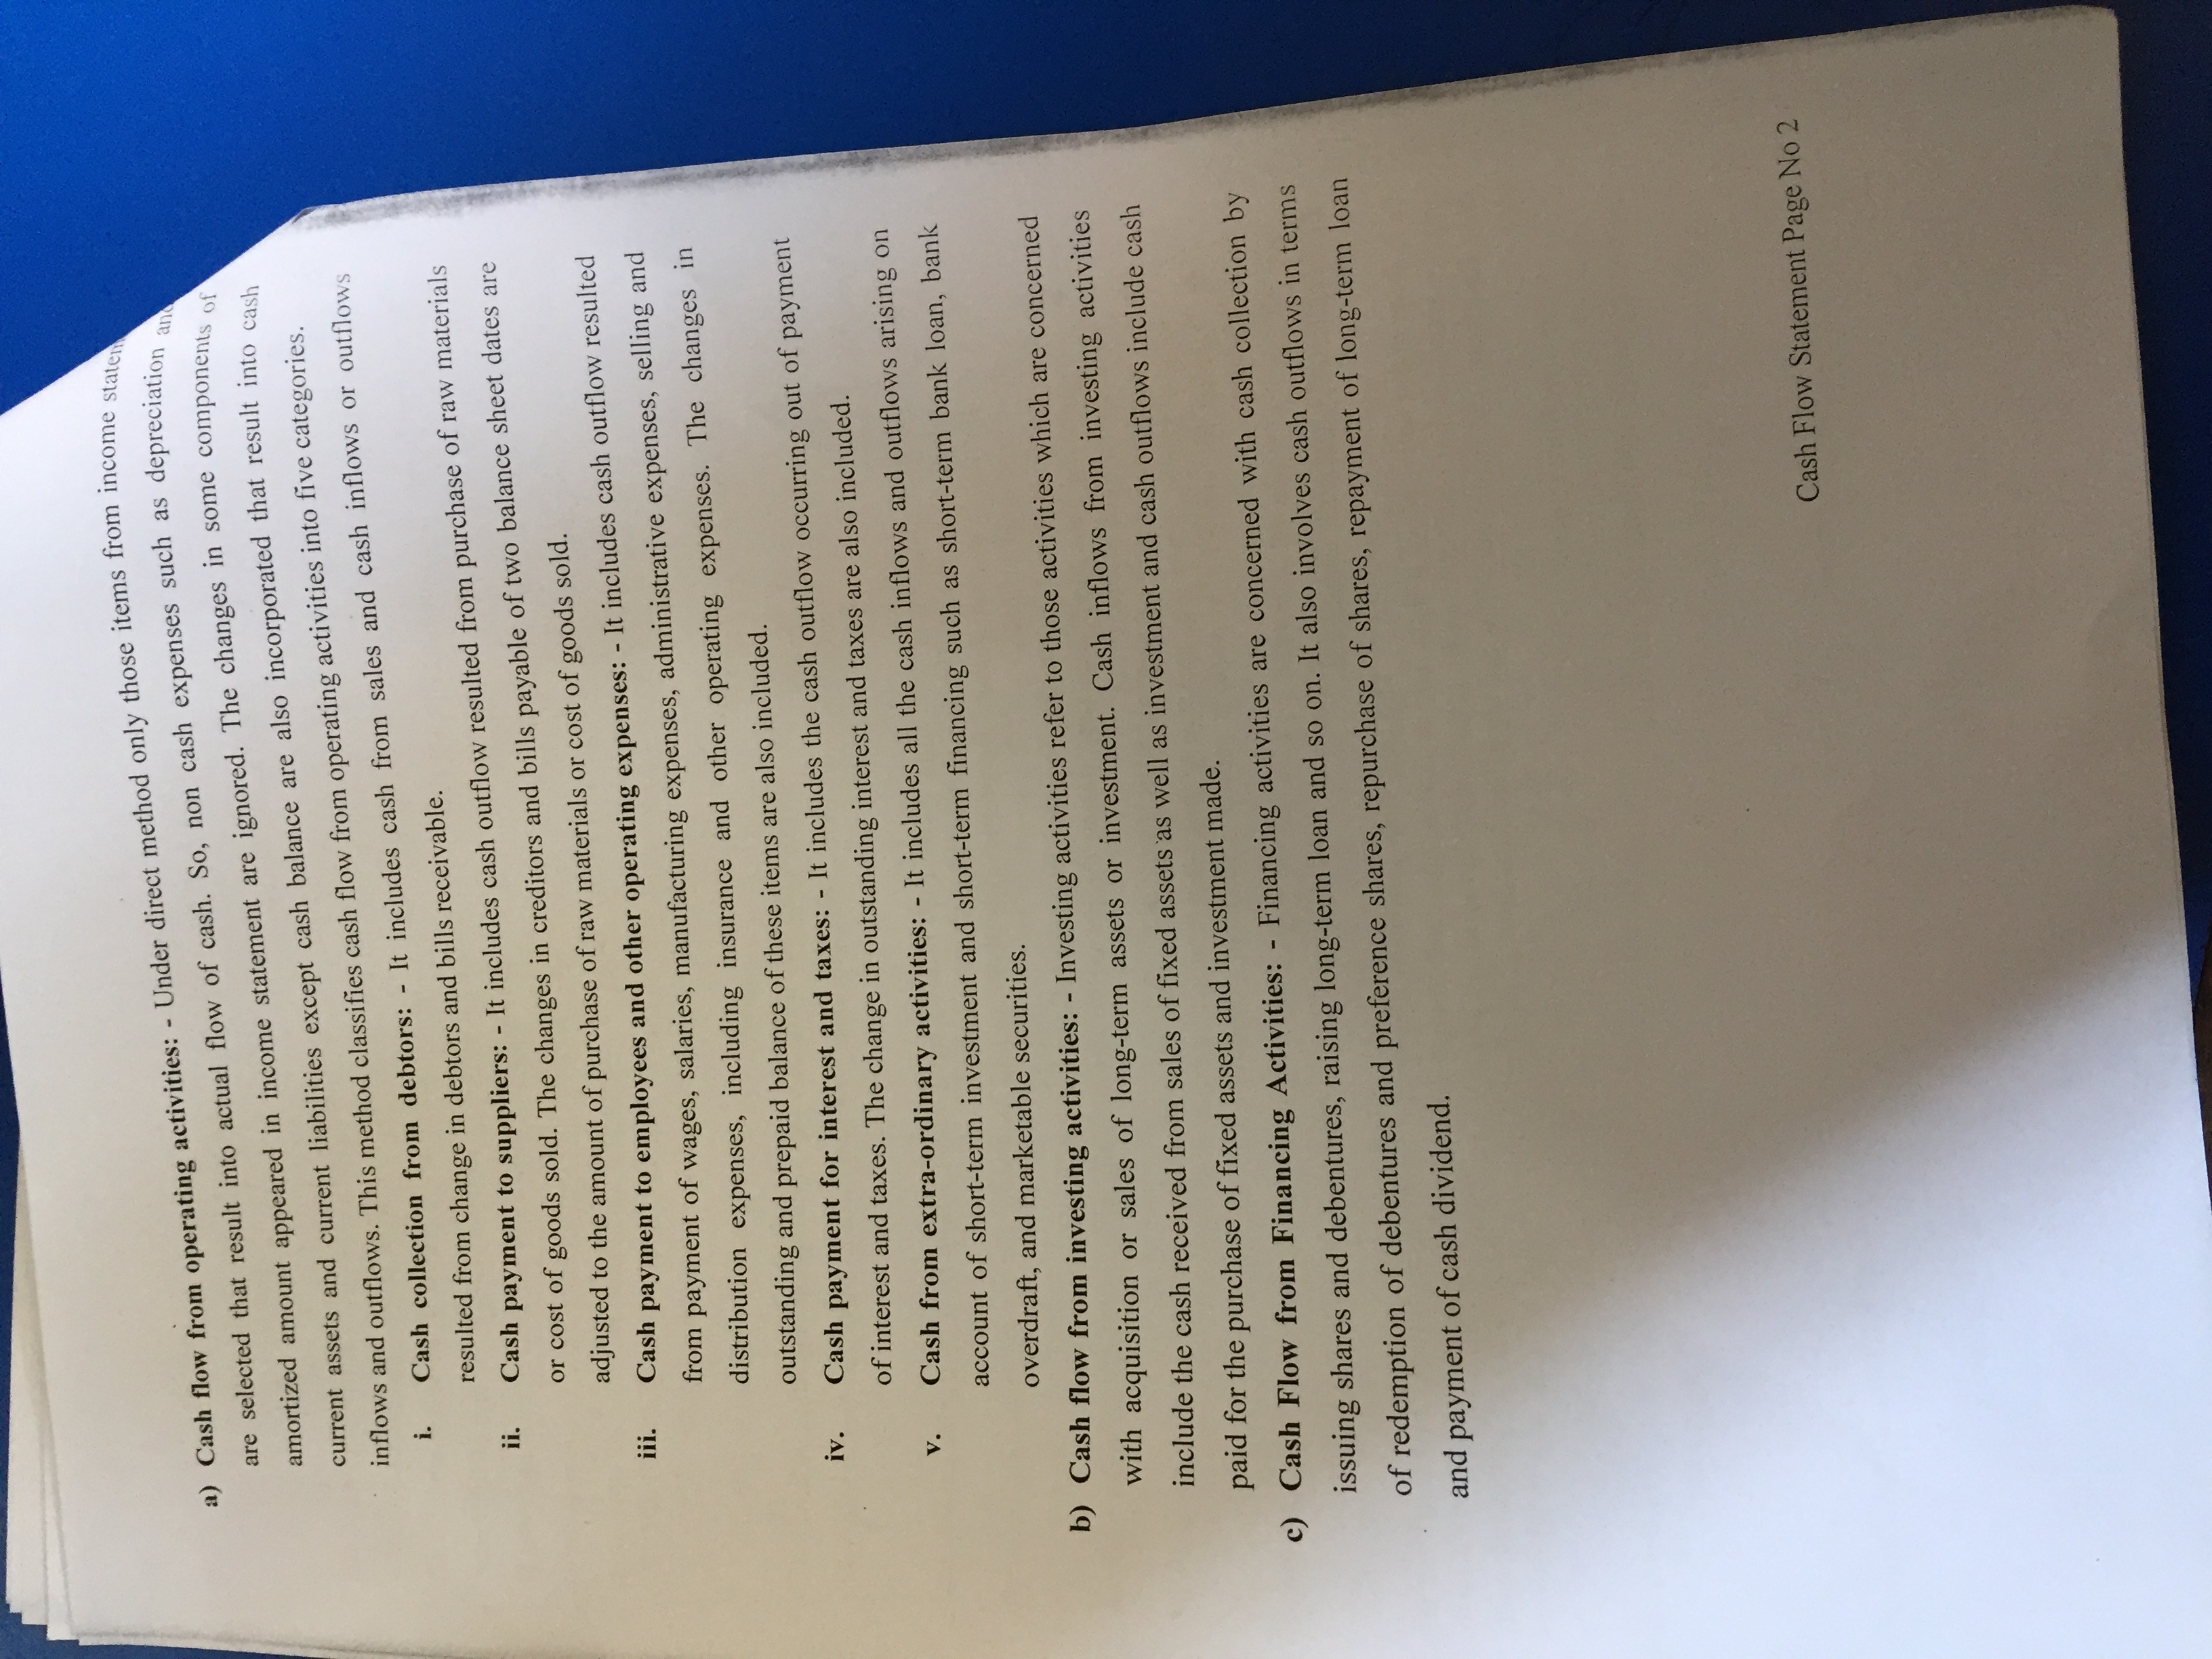 a) Cash flow from operating activities: - Under direct method only those items from income
are selected that result into actual flow of cash. So, non cash expenses such as depreciation and
amortized amount appeared in income statement are ignored. The changes in some components of
current assets and current liabilities except cash balance are also incorporated that result into cash
inflows and outflows. This method classifies cash flow from operating activities into five categories.
i. Cash collection from debtors: - It includes cash from sales and cash inflows or outflows
resulted from change in debtors and bills receivable.
ii. Cash payment to suppliers: - It includes cash outflow resulted from purchase of raw materials
or cost of goods sold. The changes in creditors and bills payable of two balance sheet dates are
adjusted to the amount of purchase of raw materials or cost of goods sold.
iii. Cash payment to employees and other operating expenses: - It includes cash outflow resulted
from payment of wages, salaries, manufacturing expenses, administrative expenses, selling and
distribution expenses, including insurance and other operating expenses. The changes in
outstanding and prepaid balance of these items are also included.
iv. Cash payment for interest and taxes: - It includes the cash outflow occurring out of payment
of interest and taxes. The change in outstanding interest and taxes are also included.
v. Cash from extra-ordinary activities: - It includes all the cash inflows and outflows arising on
account of short-term investment and short-term financing such as short-term bank loan, bank
overdraft, and marketable securities.
b) Cash flow from investing activities: - Investing activities refer to those activities which are concerned
with acquisition or sales of long-term assets or investment. Cash inflows from investing activities
include the cash received from sales of fixed assets as well as investment and cash outflows include cash
paid for the purchase of fixed assets and investment made.
c) Cash Flow from Financing Activities: - Financing activities are concerned with cash collection by
issuing shares and debentures, raising long-term loan and so on. It also involves cash outflows in terms
of redemption of debentures and preference shares, repurchase of shares, repayment of long-term loan
and payment of cash dividend.
Cash Flow Statement Page No 2